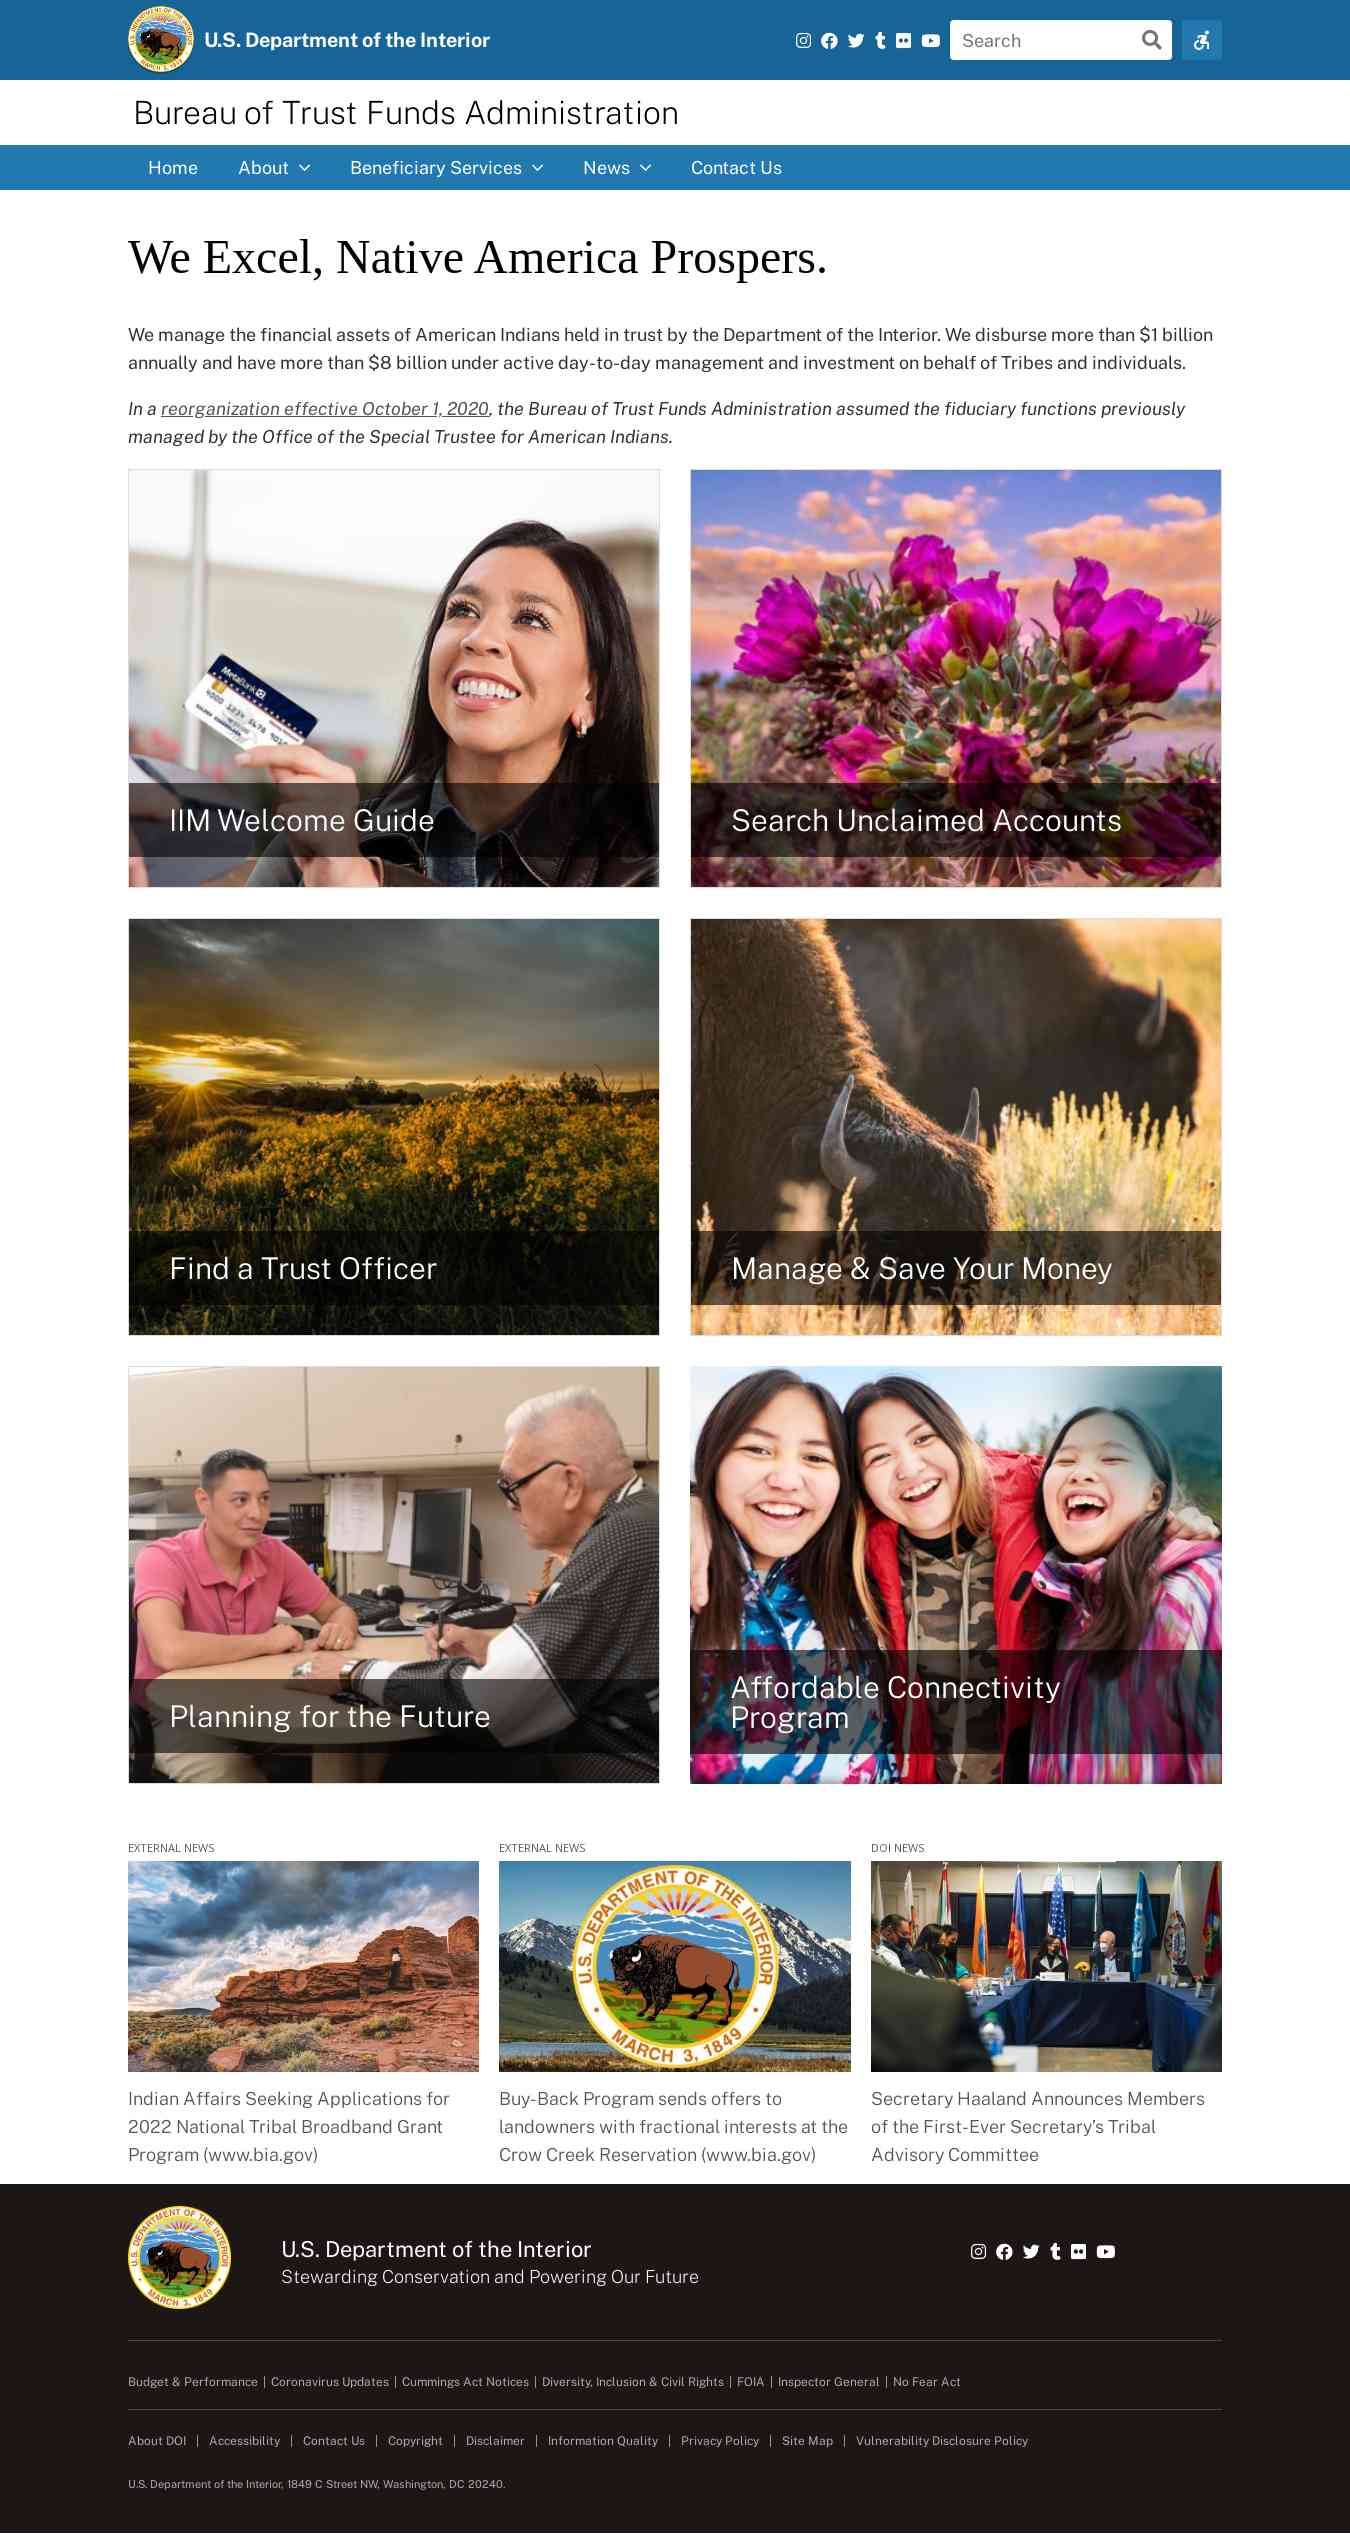 U.S. Department of the Interior
Search
Bureau of Trust Funds Administration
Home About Beneficiary Services News Contact Us
We Excel, Native America Prospers.
We manage the financial assets of American Indians held in trust by the Department of the Interior. We disburse more than $1 billion
annually and have more than $8 billion under active day-to-day management and investment on behalf of Tribes and individuals.
In a reorganization effective October 1, 2020, the Bureau of Trust Funds Administration assumed the fiduciary functions previously
managed by the Office of the Special Trustee for American Indians.
MetaBank
IIM Welcome Guide
Search Unclaimed Accounts
Find a Trust Officer
Manage & Save Your Money
Planning for the Future
Affordable Connectivity
Program
EXTERNAL NEWS
EXTERNAL NEWS
DOI NEWS
U.S. DEPARTMENT OF THE INTERIOR
MARCH 3, 1849
Indian Affairs Seeking Applications for
2022 National Tribal Broadband Grant
Program (www.bia.gov)
Buy-Back Program sends offers to
landowners with fractional interests at the
Crow Creek Reservation (www.bia.gov)
Secretary Haaland Announces Members
of the First-Ever Secretary’s Tribal
Advisory Committee
U.S. DEPARTMENT OF THE INTERIOR
MARCH 3, 1849
U.S. Department of the Interior
Stewarding Conservation and Powering Our Future
Budget & Performance | Coronavirus Updates | Cummings Act Notices | Diversity, Inclusion & Civil Rights | FOIA | Inspector General | No Fear Act
About DOI | Accessibility | Contact Us | Copyright | Disclaimer | Information Quality | Privacy Policy | Site Map | Vulnerability Disclosure Policy
U.S. Department of the Interior, 1849 C Street NW, Washington, DC 20240.